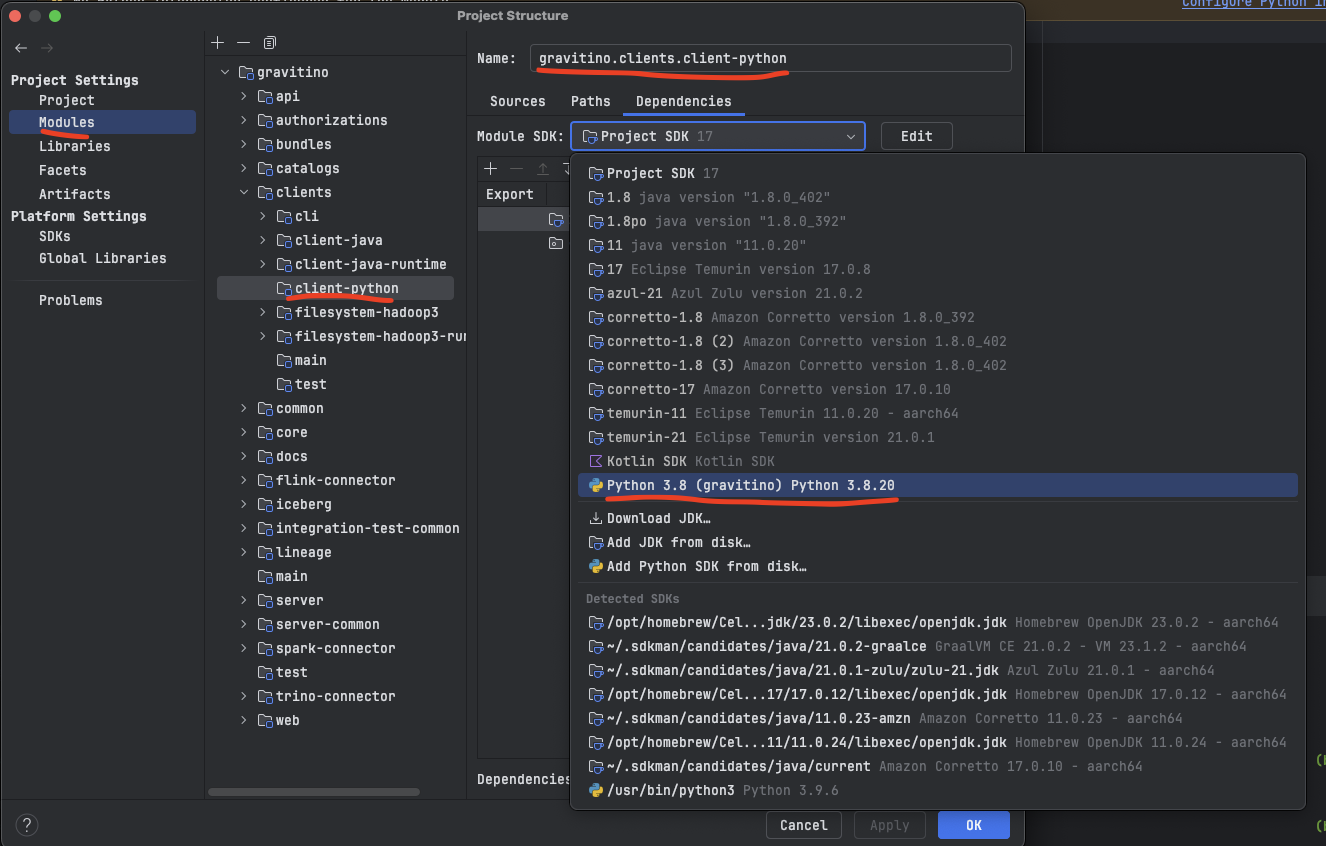 Configure Python in
Project Structure
Project Settings
Project
Modules
Libraries
Facets
Artifacts
Platform Settings
SDKs
Global Libraries
Problems
gravitino
api
authorizations
bundles
catalogs
clients
cli
client-java
client-java-runtime
client-python
filesystem-hadoop3
filesystem-hadoop3-run
main
test
common
core
docs
flink-connector
iceberg
integration-test-common
lineage
main
server
server-common
spark-connector
test
trino-connector
web
Name: gravitino.clients.client-python
Sources Paths Dependencies
Module SDK: Project SDK 17 Edit
Export
Project SDK 17
1.8 java version "1.8.0_402"
1.8po java version "1.8.0_392"
11 java version "11.0.20"
17 Eclipse Temurin version 17.0.8
azul-21 Azul Zulu version 21.0.2
corretto-1.8 Amazon Corretto version 1.8.0_392
corretto-1.8 (2) Amazon Corretto version 1.8.0_402
corretto-1.8 (3) Amazon Corretto version 1.8.0_402
corretto-17 Amazon Corretto version 17.0.10
temurin-11 Eclipse Temurin 11.0.20 - aarch64
temurin-21 Eclipse Temurin version 21.0.1
Kotlin SDK Kotlin SDK
Python 3.8 (gravitino) Python 3.8.20
Download JDK…
Add JDK from disk…
Add Python SDK from disk…
Detected SDKs
/opt/homebrew/Cel...jdk/23.0.2/libexec/openjdk.jdk Homebrew OpenJDK 23.0.2 - aarch64
~/.sdkman/candidates/java/21.0.2-graalce GraalVM CE 21.0.2 - VM 23.1.2 - aarch64
~/.sdkman/candidates/java/21.0.1-zulu/zulu-21.jdk Azul Zulu 21.0.1 - aarch64
/opt/homebrew/Cel...17/17.0.12/libexec/openjdk.jdk Homebrew OpenJDK 17.0.12 - aarch64
~/.sdkman/candidates/java/11.0.23-amzn Amazon Corretto 11.0.23 - aarch64
/opt/homebrew/Cel...11/11.0.24/libexec/openjdk.jdk Homebrew OpenJDK 11.0.24 - aarch64
~/.sdkman/candidates/java/current Amazon Corretto 17.0.10 - aarch64
/usr/bin/python3 Python 3.9.6
Dependencies
? Cancel Apply OK